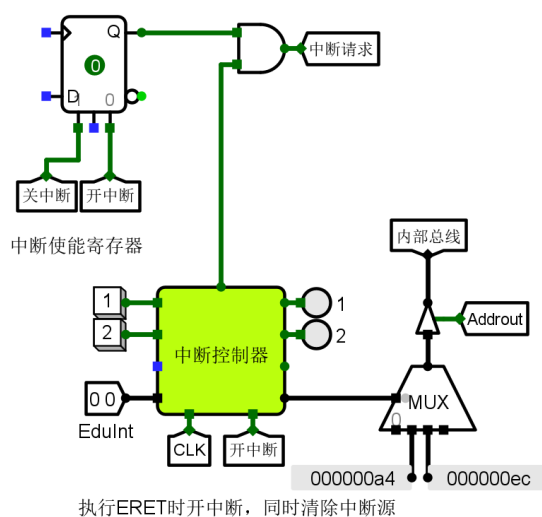 Q
中断请求
0
D
1 0
关中断
开中断
中断使能寄存器
内部总线
1
1
2
2
Addrout
中断控制器
MUX
0 0
0
EduInt
CLK
开中断
000000a4
000000ec
执行ERET时开中断，同时清除中断源